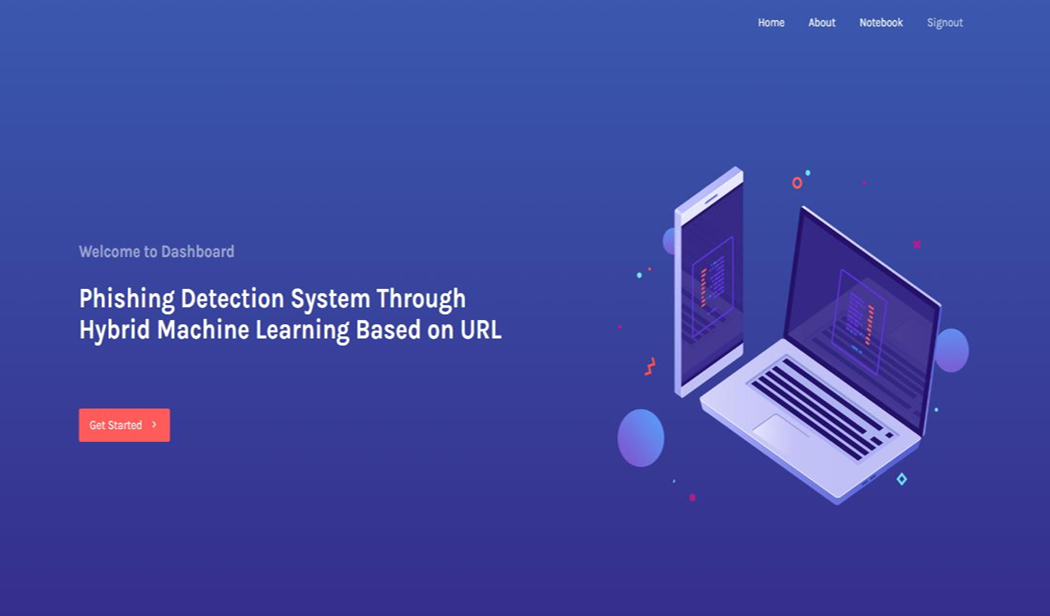 Home About Notebook Signout
Welcome to Dashboard
Phishing Detection System Through
Hybrid Machine Learning Based on URL
Get Started